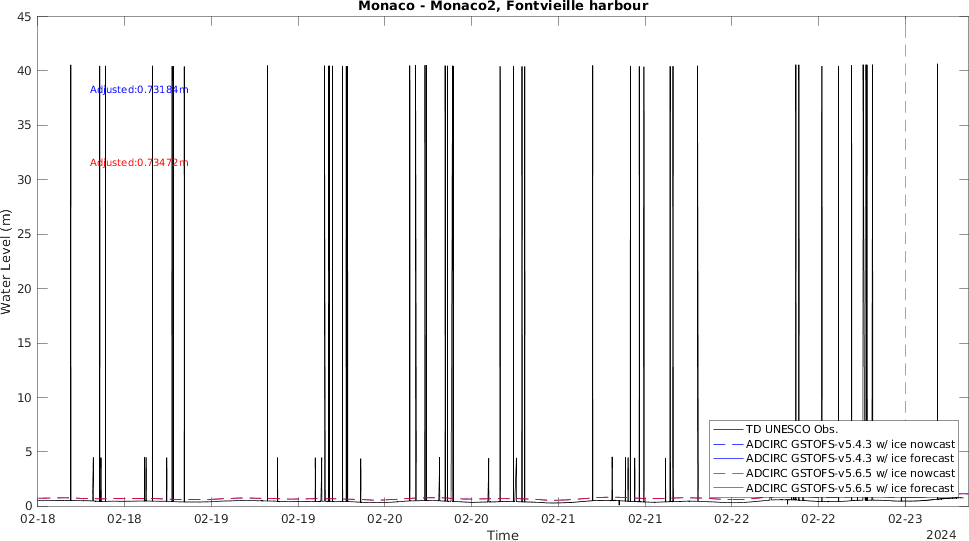 Monaco - Monaco2, Fontvieille harbour
45
40
35
30
25
20
15
10
5
0
Water Level (m)
Adjusted:0.73184m
Adjusted:0.73472m
TD UNESCO Obs.
ADCIRC GSTOFS-v5.4.3 w/ ice nowcast
ADCIRC GSTOFS-v5.4.3 w/ ice forecast
ADCIRC GSTOFS-v5.6.5 w/ ice nowcast
ADCIRC GSTOFS-v5.6.5 w/ ice forecast
02-18 02-18 02-19 02-19 02-20 02-20 02-21 02-21 02-22 02-22 02-23
Time
2024